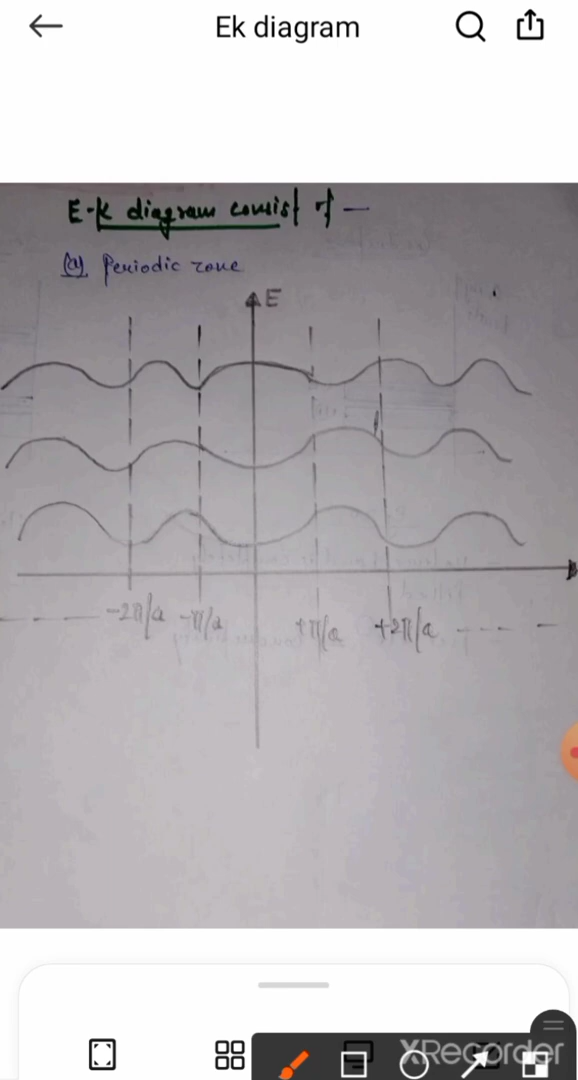 Ek diagram
E-k diagram consist of —
(a) Periodic zone
E
-2π/a -π/a +π/a +2π/a
XRecorder